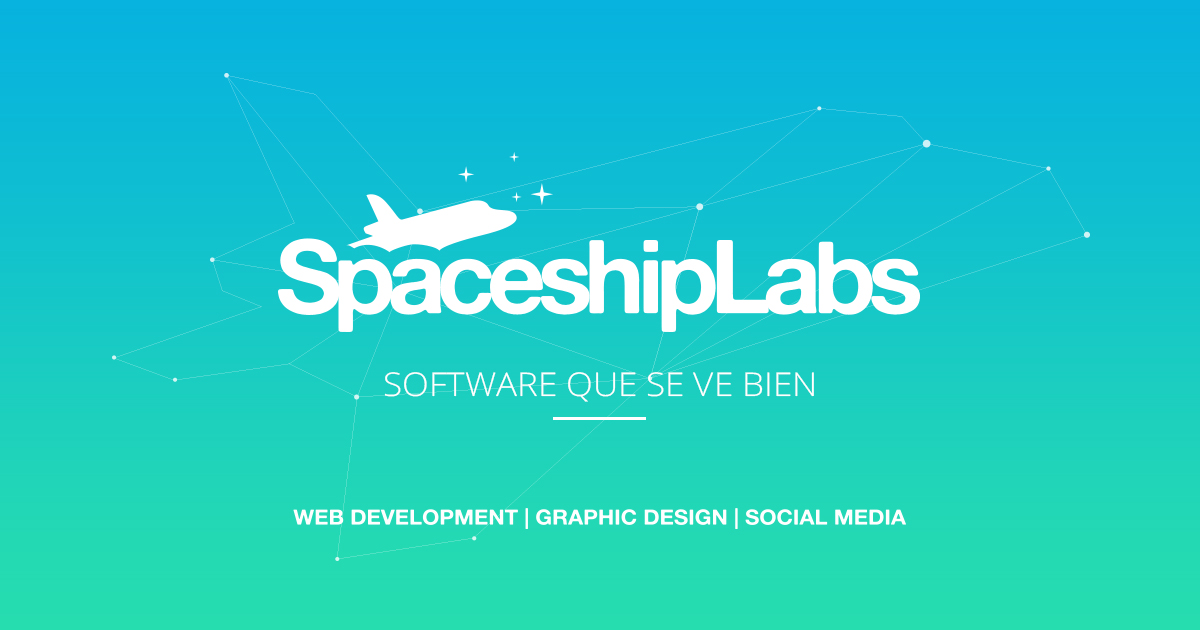 SpaceshipLabs
SOFTWARE QUE SE VE BIEN
WEB DEVELOPMENT | GRAPHIC DESIGN | SOCIAL MEDIA